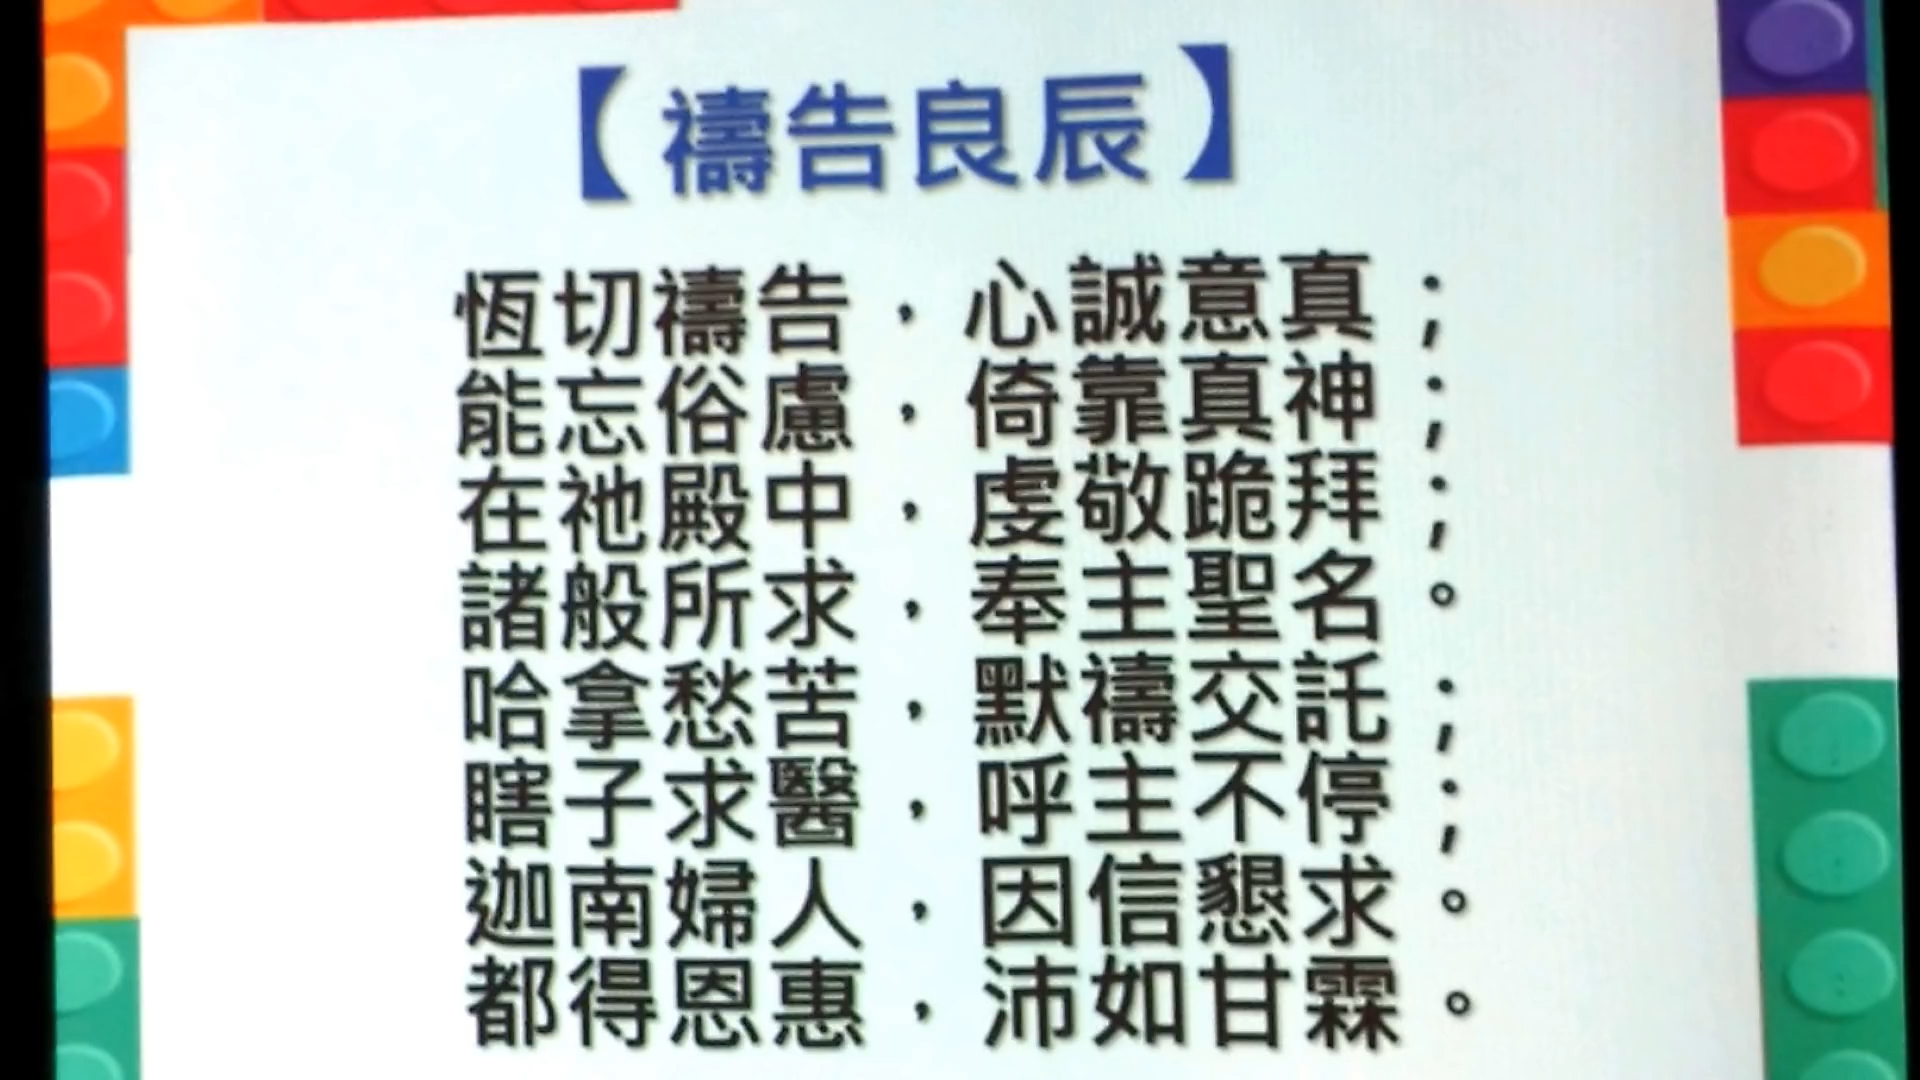 【禱告良辰】
恆切禱告，心誠意真；
能忘俗慮，倚靠真神；
在祂殿中，虔敬跪拜；
諸般所求，奉主聖名。
哈拿愁苦，默禱交託；
瞎子求醫，呼主不停；
迦南婦人，因信懇求。
都得恩惠，沛如甘霖。